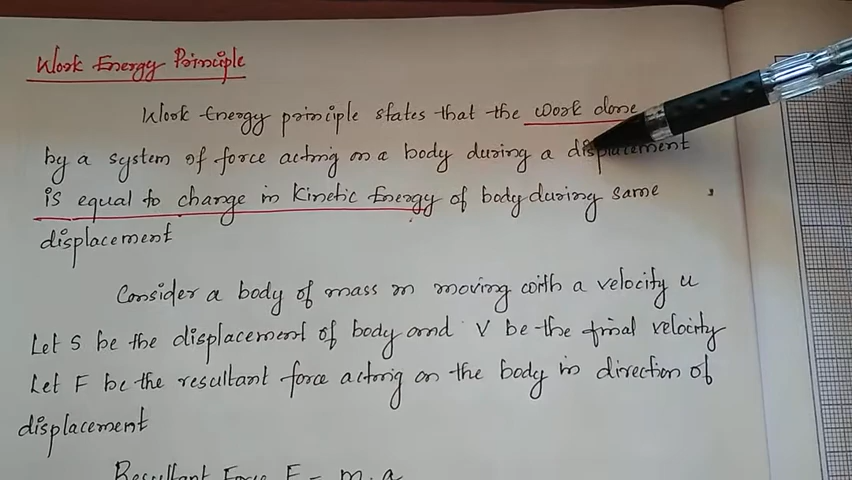 Work Energy Principle
Work Energy principle states that the work done
by a system of force acting on a body during a displacement
is equal to change in Kinetic Energy of body during same
displacement
Consider a body of mass m moving with a velocity u
Let S be the displacement of body and V be the final velocity
Let F be the resultant force acting on the body in direction of
displacement
Resultant Force F = m.a